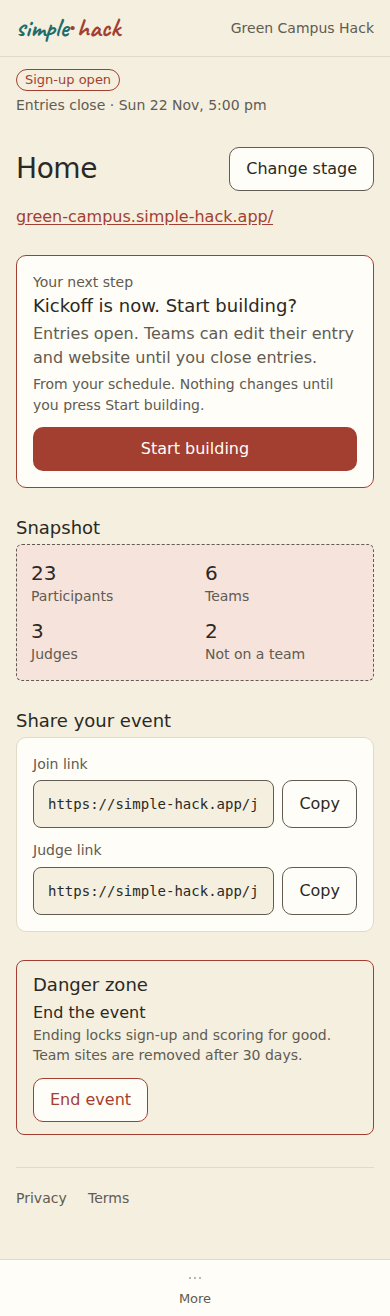 simple·hack
Green Campus Hack
Sign-up open
Entries close · Sun 22 Nov, 5:00 pm
Home
Change stage
green-campus.simple-hack.app/
Your next step
Kickoff is now. Start building?
Entries open. Teams can edit their entry
and website until you close entries.
From your schedule. Nothing changes until
you press Start building.
Start building
Snapshot
23
6
Participants
Teams
3
2
Judges
Not on a team
Share your event
Join link
https://simple-hack.app/j
Copy
Judge link
https://simple-hack.app/j
Copy
Danger zone
End the event
Ending locks sign-up and scoring for good.
Team sites are removed after 30 days.
End event
Privacy
Terms
...
More